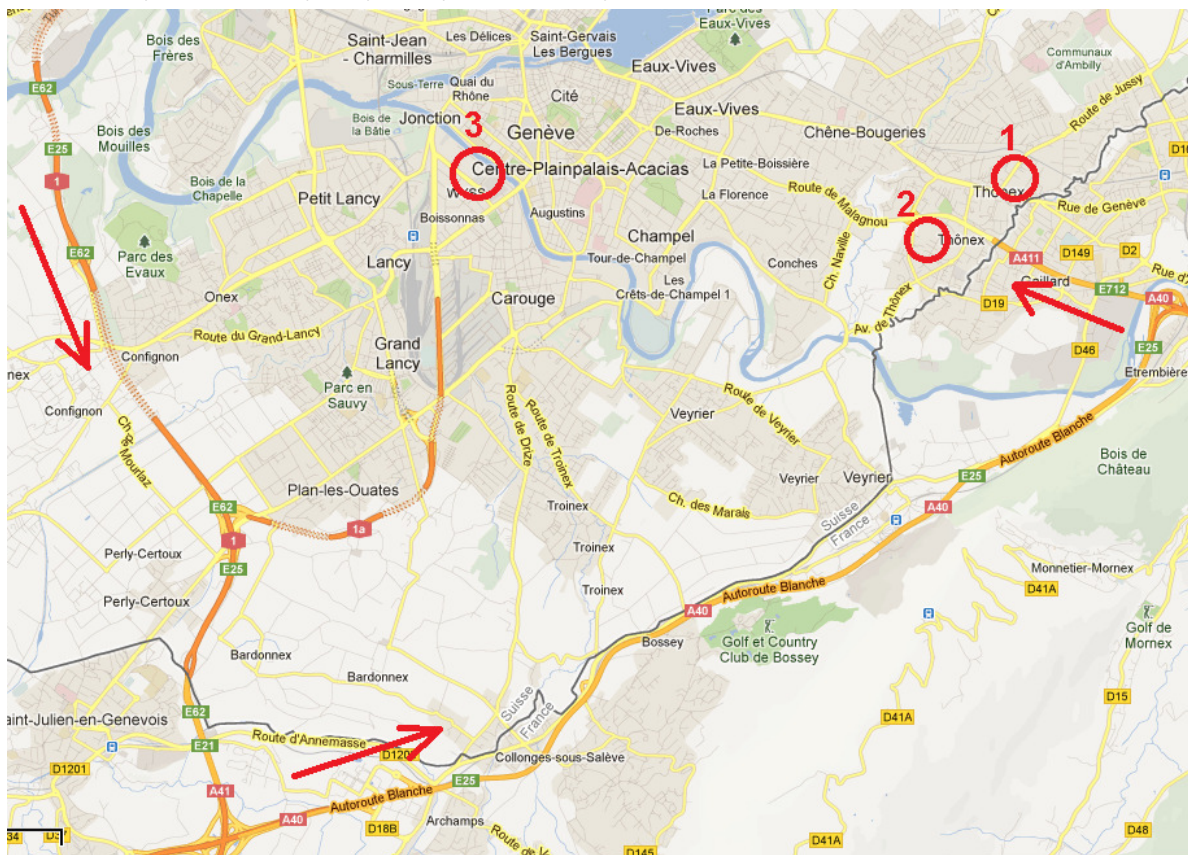 Bois des
Frères
Saint-Jean
- Charmilles
Les Délices
Saint-Gervais
Les Bergues
Parc des
Eaux-Vives
Communaux
d'Ambilly
E62
Sous-Terre
Quai du
Rhône
Cité
Eaux-Vives
Eaux-Vives
Route de Jussy
Bois des
Mouilles
Bois de
la Bâtie
Jonction
3
Genève
De-Roches
Chêne-Bougeries
1
E25
1
Bois de la
Chapelle
Petit Lancy
Centre-Plainpalais-Acacias
La Petite-Boissière
La Florence
Route de Malagnou
Thônex
Rue de Genève
Boissonnas
Augustins
2
Thônex
E62
Parc des
Evaux
Lancy
Champel
Tour-de-Champel
Conches
Ch. Naville
A411
D149
D2
Onex
Carouge
Les
Crêts-de-Champel 1
Gaillard
E712
D19
A40
Route du Grand-Lancy
Grand
Lancy
Av. de Thônex
D46
E25
Etrembière
Confignon
Confignon
Parc en
Sauvy
Route de Drize
Route de Troinex
Veyrier
Route de Veyrier
Autoroute Blanche
Bois de
Château
Plan-les-Ouates
Veyrier
Veyrier
E25
Ch. des Marais
A40
E62
1
1a
Troinex
Suisse
France
E25
Perly-Certoux
Troinex
Monnetier-Mornex
D41A
Perly-Certoux
Troinex
Autoroute Blanche
A40
Golf et Country
Club de Bossey
Golf de
Mornex
Bossey
Bardonnex
Bardonnex
D15
Suisse
France
E62
D41A
D41A
Route d'Annemasse
E21
Collonges-sous-Salève
D1201
E25
A41
Autoroute Blanche
A40
D18B
Archamps
D41A
D48
D145